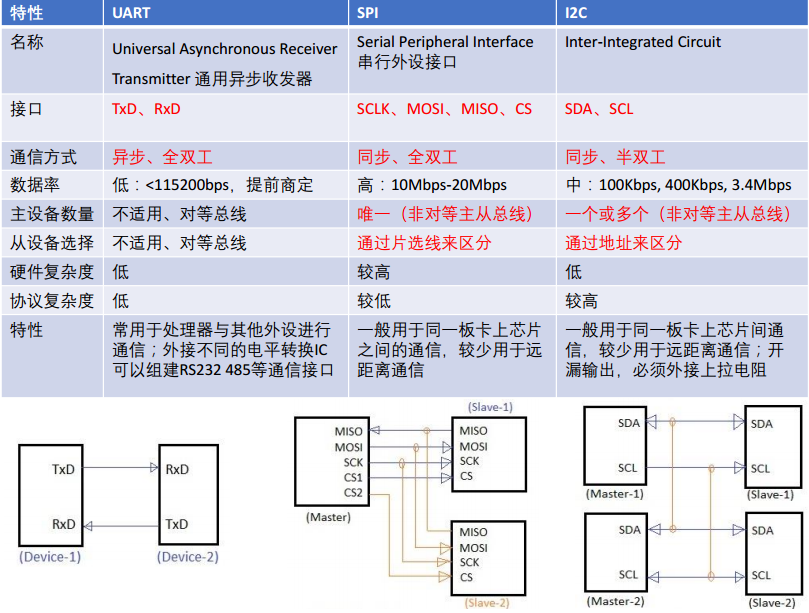 特性 UART SPI I2C
名称 Universal Asynchronous Receiver Transmitter 通用异步收发器 Serial Peripheral Interface 串行外设接口 Inter-Integrated Circuit
接口 TxD、RxD SCLK、MOSI、MISO、CS SDA、SCL
通信方式 异步、全双工 同步、全双工 同步、半双工
数据率 低：<115200bps，提前商定 高：10Mbps-20Mbps 中：100Kbps, 400Kbps, 3.4Mbps
主设备数量 不适用、对等总线 唯一（非对等主从总线） 一个或多个（非对等主从总线）
从设备选择 不适用、对等总线 通过片选线来区分 通过地址来区分
硬件复杂度 低 较高 低
协议复杂度 低 较低 较高
特性 常用于处理器与其他外设进行通信；外接不同的电平转换IC可以组建RS232 485等通信接口 一般用于同一板卡上芯片之间的通信，较少用于远距离通信 一般用于同一板卡上芯片间通信，较少用于远距离通信；开漏输出，必须外接上拉电阻
TxD RxD
RxD TxD
(Device-1) (Device-2)
(Slave-1)
MISO MISO
MOSI MOSI
SCK SCK
CS1 CS
CS2
(Master)
MISO
MOSI
SCK
CS
(Slave-2)
SDA SDA
SCL SCL
(Master-1) (Slave-1)
SDA SDA
SCL SCL
(Master-2) (Slave-2)